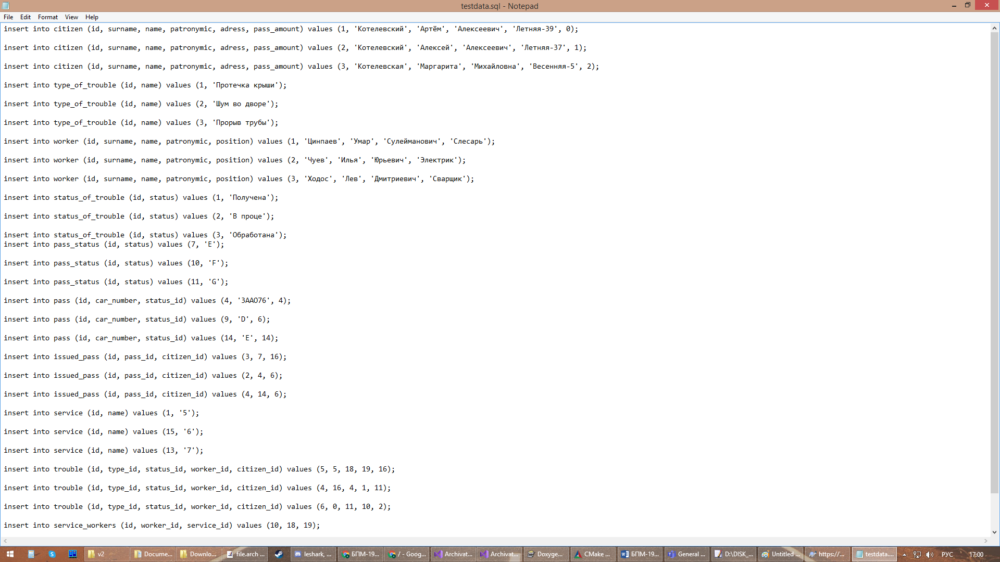 testdata.sql - Notepad
File Edit Format View Help
insert into citizen (id, surname, name, patronymic, adress, pass_amount) values (1, 'Котелевский', 'Артём', 'Алексеевич', 'Летняя-39', 0);
insert into citizen (id, surname, name, patronymic, adress, pass_amount) values (2, 'Котелевский', 'Алексей', 'Алексеевич', 'Летняя-37', 1);
insert into citizen (id, surname, name, patronymic, adress, pass_amount) values (3, 'Котелевская', 'Маргарита', 'Михайловна', 'Весенняя-5', 2);
insert into type_of_trouble (id, name) values (1, 'Протечка крыши');
insert into type_of_trouble (id, name) values (2, 'Шум во дворе');
insert into type_of_trouble (id, name) values (3, 'Прорыв трубы');
insert into worker (id, surname, name, patronymic, position) values (1, 'Цинпаев', 'Умар', 'Сулейманович', 'Слесарь');
insert into worker (id, surname, name, patronymic, position) values (2, 'Чуев', 'Илья', 'Юрьевич', 'Электрик');
insert into worker (id, surname, name, patronymic, position) values (3, 'Ходос', 'Лев', 'Дмитриевич', 'Сварщик');
insert into status_of_trouble (id, status) values (1, 'Получена');
insert into status_of_trouble (id, status) values (2, 'В проце');
insert into status_of_trouble (id, status) values (3, 'Обработана');
insert into pass_status (id, status) values (7, 'E');
insert into pass_status (id, status) values (10, 'F');
insert into pass_status (id, status) values (11, 'G');
insert into pass (id, car_number, status_id) values (4, 'ЗАА076', 4);
insert into pass (id, car_number, status_id) values (9, 'D', 6);
insert into pass (id, car_number, status_id) values (14, 'E', 14);
insert into issued_pass (id, pass_id, citizen_id) values (3, 7, 16);
insert into issued_pass (id, pass_id, citizen_id) values (2, 4, 6);
insert into issued_pass (id, pass_id, citizen_id) values (4, 14, 6);
insert into service (id, name) values (1, '5');
insert into service (id, name) values (15, '6');
insert into service (id, name) values (13, '7');
insert into trouble (id, type_id, status_id, worker_id, citizen_id) values (5, 5, 18, 19, 16);
insert into trouble (id, type_id, status_id, worker_id, citizen_id) values (4, 16, 4, 1, 11);
insert into trouble (id, type_id, status_id, worker_id, citizen_id) values (6, 0, 11, 10, 2);
insert into service_workers (id, worker_id, service_id) values (10, 18, 19);
v2 Docume... Downlo... file.arch ... leshark, ... БПМ-19... / - Goog... Archivat... Archivat... Doxyge... CMake ... БПМ-19... General ... D:\DISK_... Untitled ... https://... testdata.... РУС 17:00